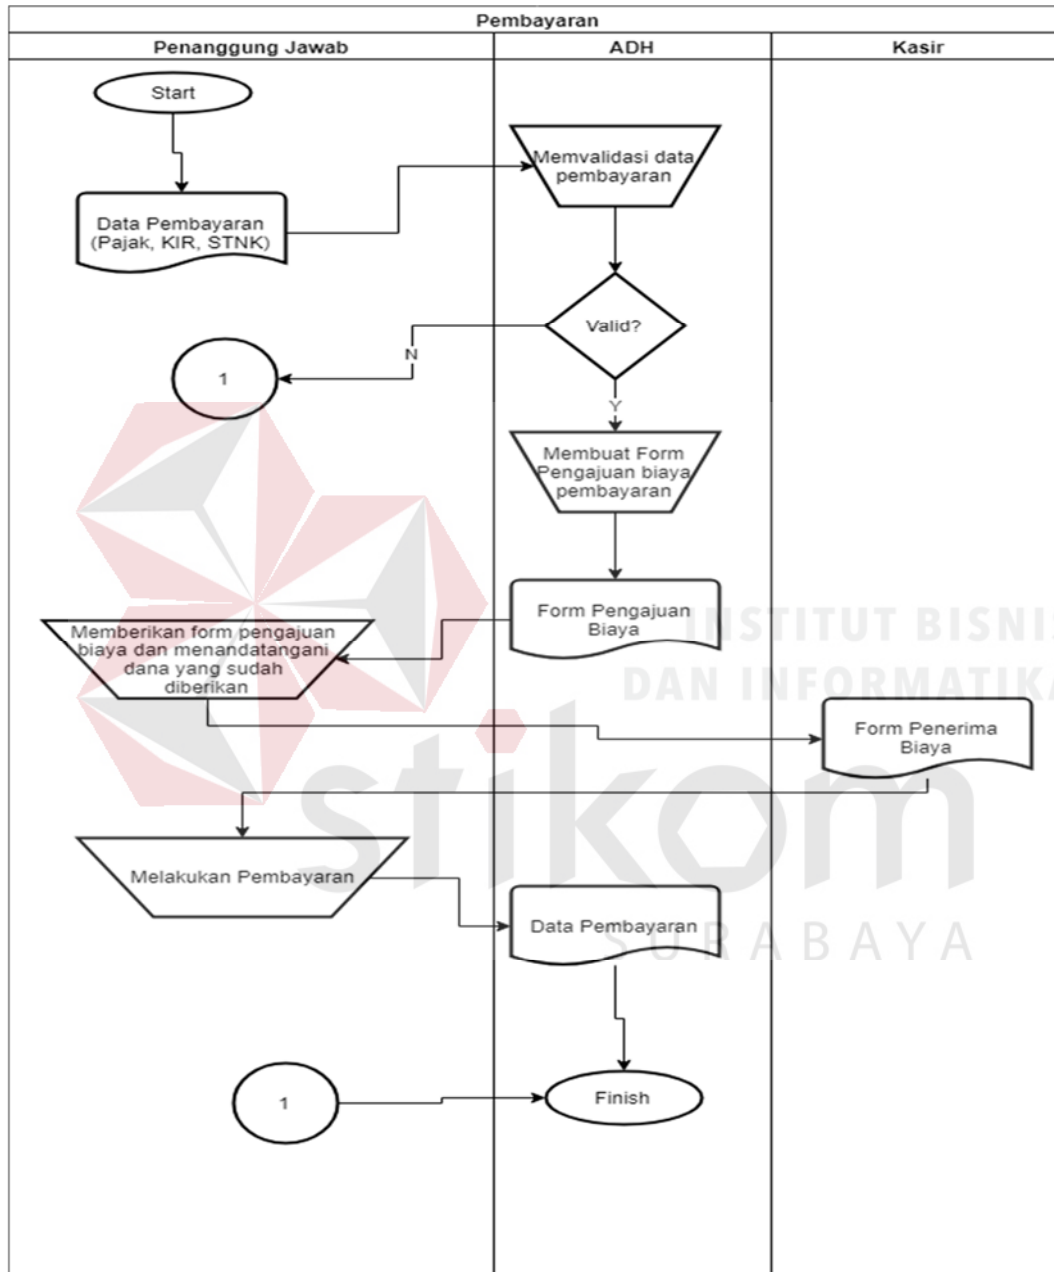 Pembayaran
Penanggung Jawab
ADH
Kasir
Start
Memvalidasi data
pembayaran
Data Pembayaran
(Pajak, KIR, STNK)
Valid?
N
1
Y
Membuat Form
Pengajuan biaya
pembayaran
Form Pengajuan
Biaya
INSTITUT BISNIS
DAN INFORMATIKA
Memberikan form pengajuan
biaya dan menandatangani
dana yang sudah
diberikan
Form Penerima
Biaya
stikom
SURABAYA
Melakukan Pembayaran
Data Pembayaran
1
Finish